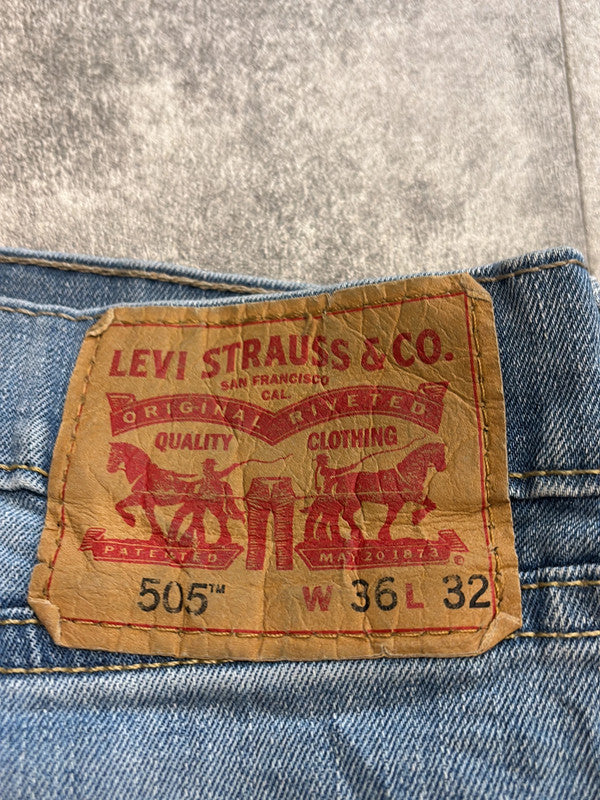 LEVI STRAUSS & CO.
SAN FRANCISCO
CAL.
ORIGINAL RIVETED
QUALITY CLOTHING
PATENTED MAY 20 1873 ®
505™ W 36 L 32